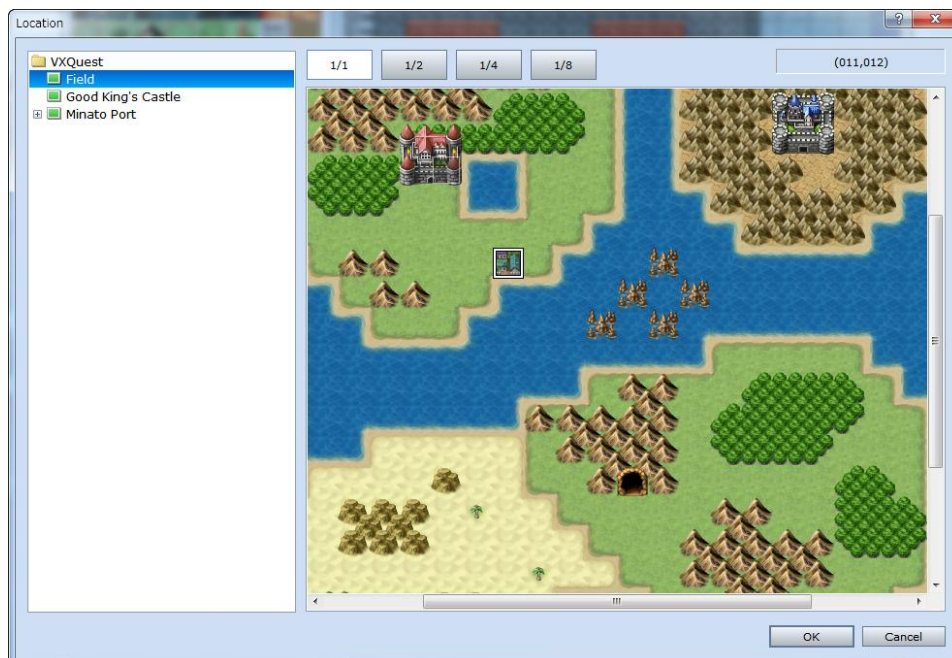 Location
VXQuest
Field
Good King's Castle
Minato Port
1/1 1/2 1/4 1/8 (011,012)
OK Cancel